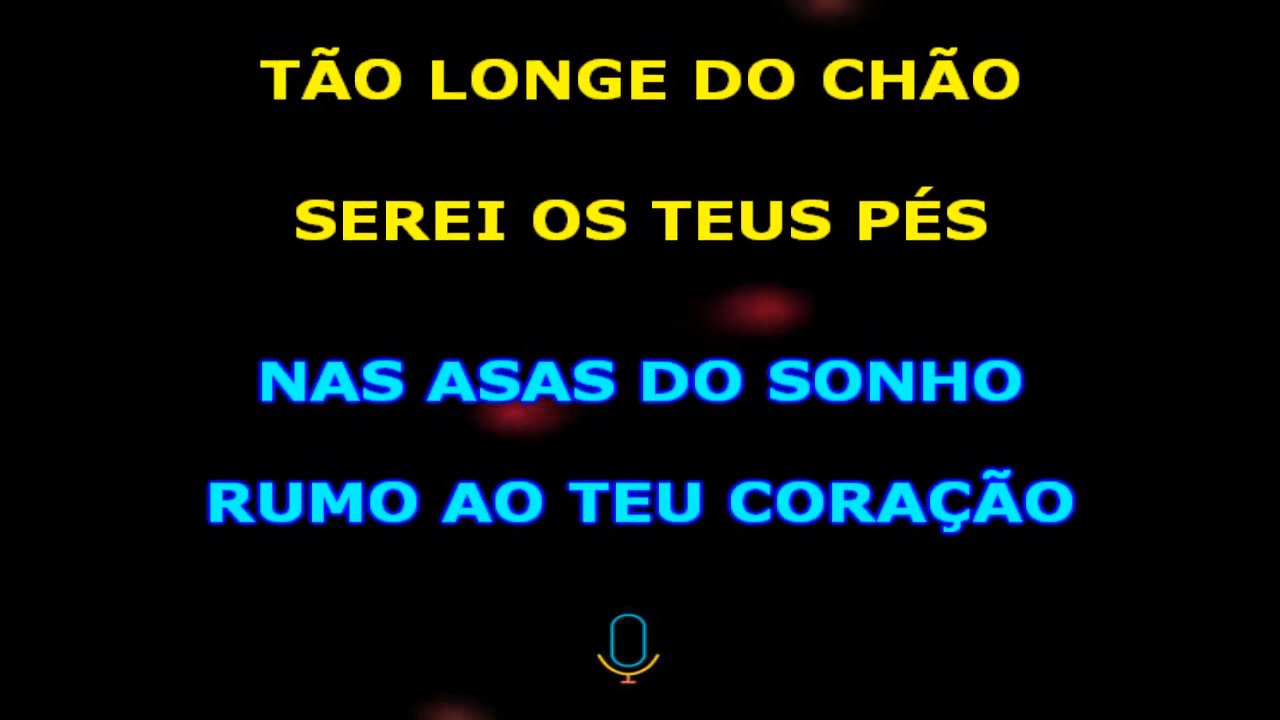 TÃO LONGE DO CHÃO
SEREI OS TEUS PÉS
NAS ASAS DO SONHO
RUMO AO TEU CORAÇÃO